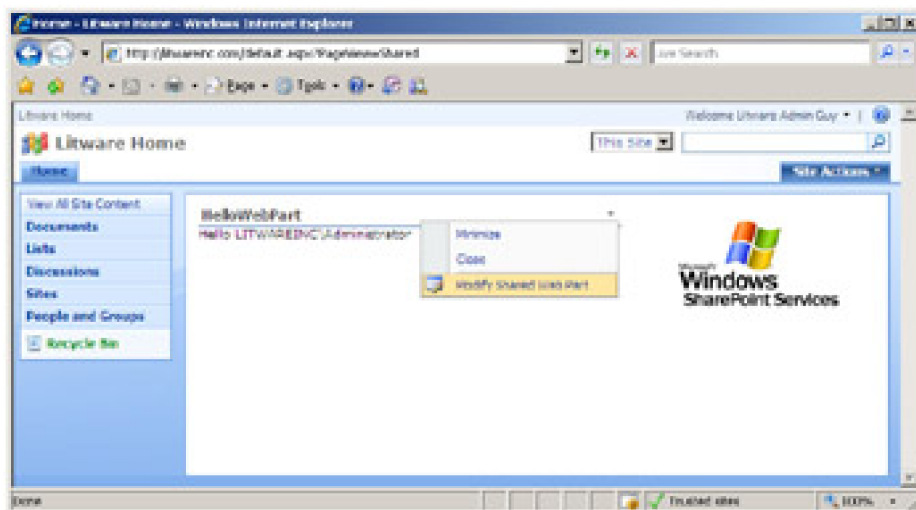 Home - Litware Home - Windows Internet Explorer
http://litwareinc.com/default.aspx?PageView=Shared
Live Search
Page
Tools
Litware Home
Welcome Litware Admin Guy
Litware Home
This Site
Home
Site Actions
View All Site Content
Documents
Lists
Discussions
Sites
People and Groups
Recycle Bin
HelloWebPart
Hello LITWAREINC\Administrator
Minimize
Close
Modify Shared Web Part
Microsoft
Windows
SharePoint Services
Done
Trusted sites
100%